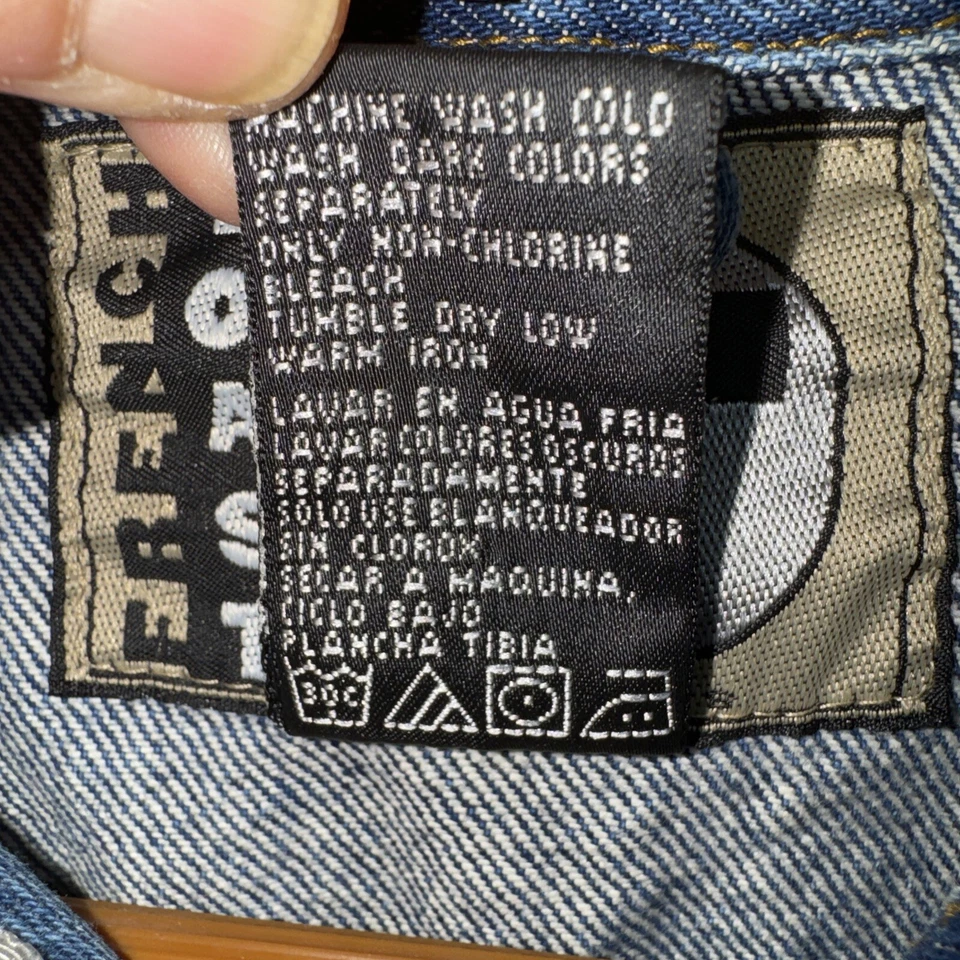 MACHINE WASH COLD
WASH DARK COLORS
SEPARATELY
ONLY NON-CHLORINE
BLEACH
TUMBLE DRY LOW
WARM IRON
LAVAR EN AGUA FRIA
LAVAR COLORES OSCUROS
SEPARADAMENTE
SOLO USE BLANQUEADOR
SIN CLOROX
SECAR A MAQUINA,
CICLO BAJO
PLANCHA TIBIA
30C
FRENCH